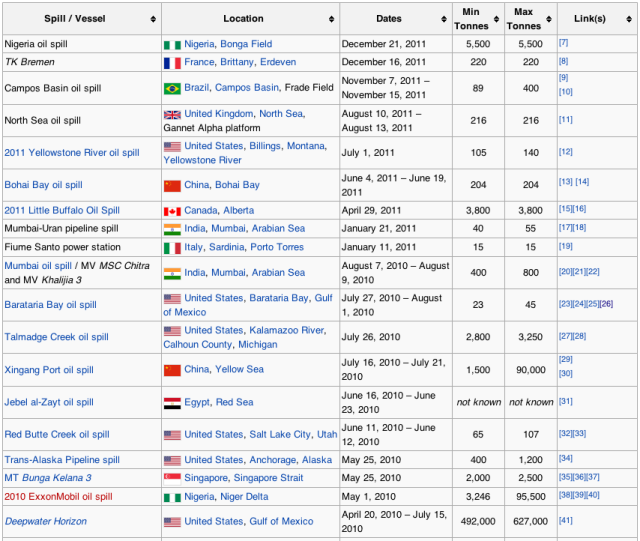 Spill / Vessel Location Dates Min Tonnes Max Tonnes Link(s)
Nigeria oil spill Nigeria, Bonga Field December 21, 2011 5,500 5,500 [7]
TK Bremen France, Brittany, Erdeven December 16, 2011 220 220 [8]
Campos Basin oil spill Brazil, Campos Basin, Frade Field November 7, 2011 – November 15, 2011 89 400 [9] [10]
North Sea oil spill United Kingdom, North Sea, Gannet Alpha platform August 10, 2011 – August 13, 2011 216 216 [11]
2011 Yellowstone River oil spill United States, Billings, Montana, Yellowstone River July 1, 2011 105 140 [12]
Bohai Bay oil spill China, Bohai Bay June 4, 2011 – June 19, 2011 204 204 [13] [14]
2011 Little Buffalo Oil Spill Canada, Alberta April 29, 2011 3,800 3,800 [15][16]
Mumbai-Uran pipeline spill India, Mumbai, Arabian Sea January 21, 2011 40 55 [17][18]
Fiume Santo power station Italy, Sardinia, Porto Torres January 11, 2011 15 15 [19]
Mumbai oil spill / MV MSC Chitra and MV Khalijia 3 India, Mumbai, Arabian Sea August 7, 2010 – August 9, 2010 400 800 [20][21][22]
Barataria Bay oil spill United States, Barataria Bay, Gulf of Mexico July 27, 2010 – August 1, 2010 23 45 [23][24][25][26]
Talmadge Creek oil spill United States, Kalamazoo River, Calhoun County, Michigan July 26, 2010 2,800 3,250 [27][28]
Xingang Port oil spill China, Yellow Sea July 16, 2010 – July 21, 2010 1,500 90,000 [29] [30]
Jebel al-Zayt oil spill Egypt, Red Sea June 16, 2010 – June 23, 2010 not known not known [31]
Red Butte Creek oil spill United States, Salt Lake City, Utah June 11, 2010 – June 12, 2010 65 107 [32][33]
Trans-Alaska Pipeline spill United States, Anchorage, Alaska May 25, 2010 400 1,200 [34]
MT Bunga Kelana 3 Singapore, Singapore Strait May 25, 2010 2,000 2,500 [35][36][37]
2010 ExxonMobil oil spill Nigeria, Niger Delta May 1, 2010 3,246 95,500 [38][39][40]
Deepwater Horizon United States, Gulf of Mexico April 20, 2010 – July 15, 2010 492,000 627,000 [41]